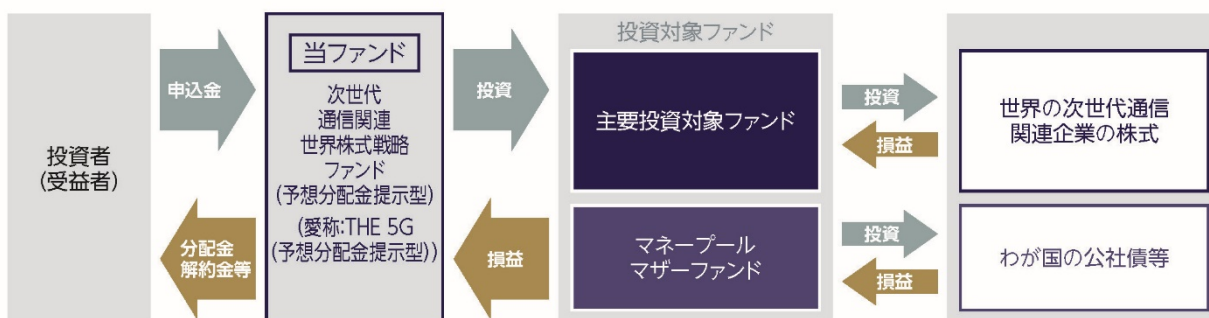 投資者
(受益者)
申込金
分配金
解約金等
当ファンド
次世代
通信関連
世界株式戦略
ファンド
(予想分配金提示型)
(愛称:THE 5G
(予想分配金提示型))
投資
損益
投資対象ファンド
主要投資対象ファンド
マネープール
マザーファンド
投資
損益
投資
損益
世界の次世代通信
関連企業の株式
わが国の公社債等